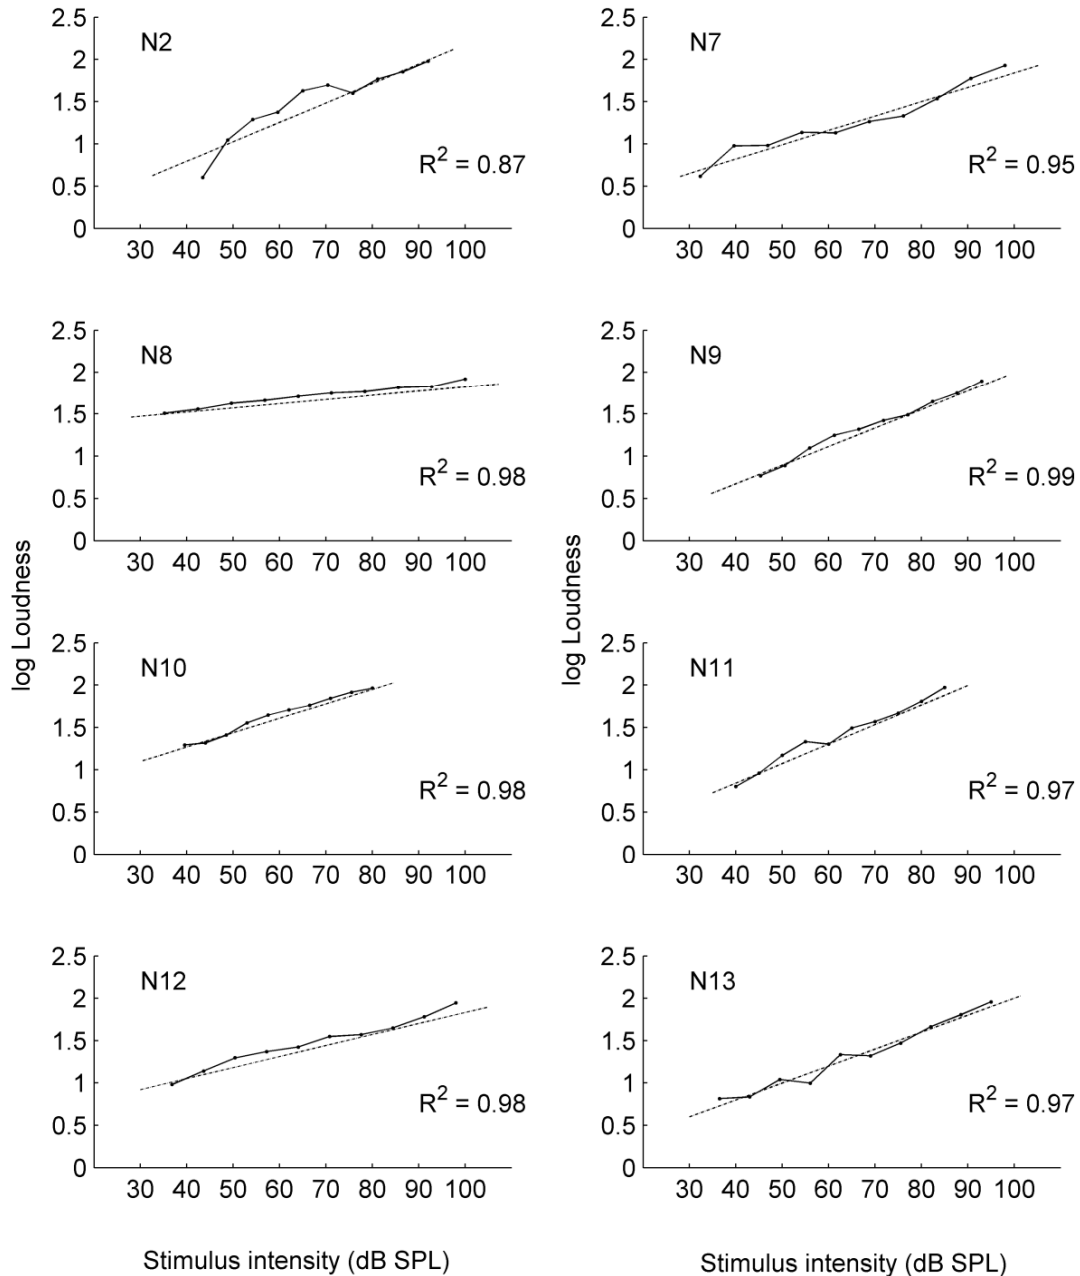 2.5
2
1.5
1
0.5
0
N2
R² = 0.87
30 40 50 60 70 80 90 100
2.5
2
1.5
1
0.5
0
N7
R² = 0.95
30 40 50 60 70 80 90 100
2.5
2
1.5
1
0.5
0
N8
R² = 0.98
30 40 50 60 70 80 90 100
2.5
2
1.5
1
0.5
0
N9
R² = 0.99
30 40 50 60 70 80 90 100
log Loudness
log Loudness
2.5
2
1.5
1
0.5
0
N10
R² = 0.98
30 40 50 60 70 80 90 100
2.5
2
1.5
1
0.5
0
N11
R² = 0.97
30 40 50 60 70 80 90 100
2.5
2
1.5
1
0.5
0
N12
R² = 0.98
30 40 50 60 70 80 90 100
2.5
2
1.5
1
0.5
0
N13
R² = 0.97
30 40 50 60 70 80 90 100
Stimulus intensity (dB SPL)
Stimulus intensity (dB SPL)